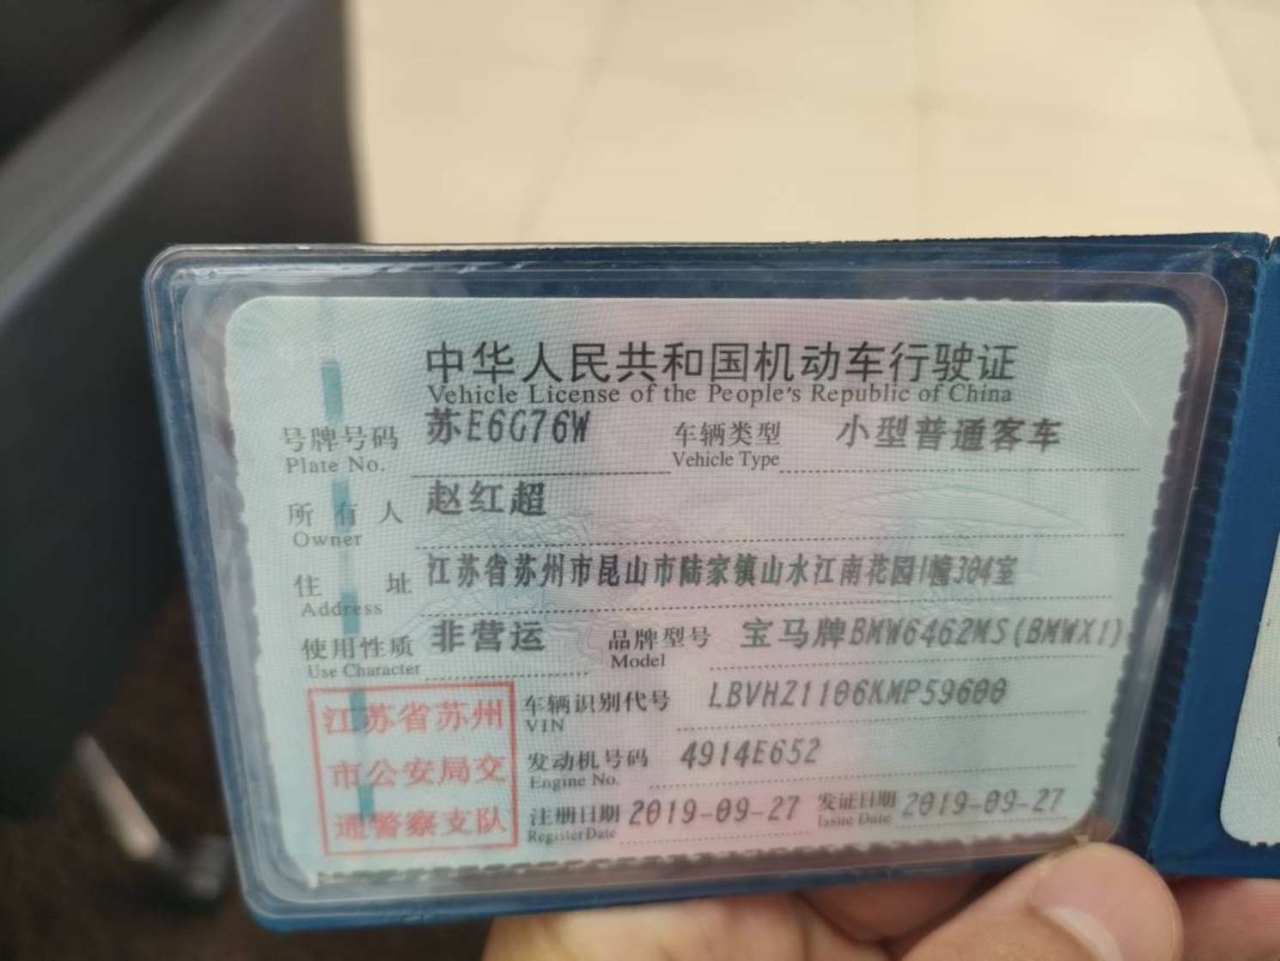 中华人民共和国机动车行驶证
Vehicle License of the People's Republic of China
号牌号码 苏E6G76W 车辆类型 小型普通客车
Plate No. Vehicle Type
所有人 赵红超
Owner
住址 江苏省苏州市昆山市陆家镇山水江南花园1幢304室
Address
使用性质 非营运 品牌型号 宝马牌BMW6462MS(BMWX1)
Use Character Model
江苏省苏州
市公安局交
通警察支队
车辆识别代号 LBVHZ1106KMP59600
VIN
发动机号码 4914E652
Engine No.
注册日期 2019-09-27 发证日期 2019-09-27
Register Date Issue Date